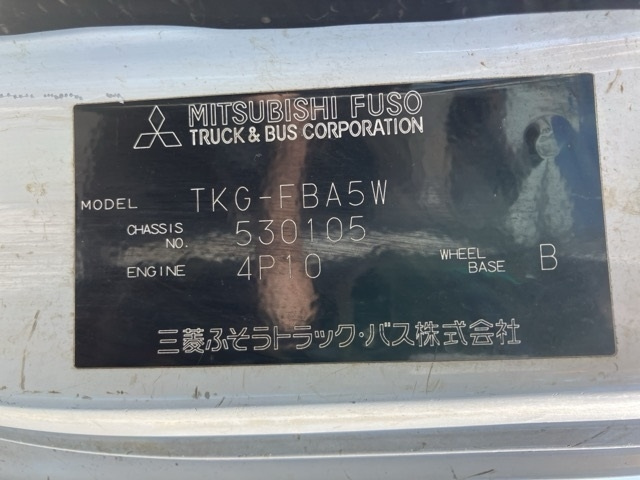 MITSUBISHI FUSO
TRUCK & BUS CORPORATION
MODEL TKG-FBA5W
CHASSIS NO. 530105
ENGINE 4P10 WHEEL BASE B
三菱ふそうトラック・バス株式会社